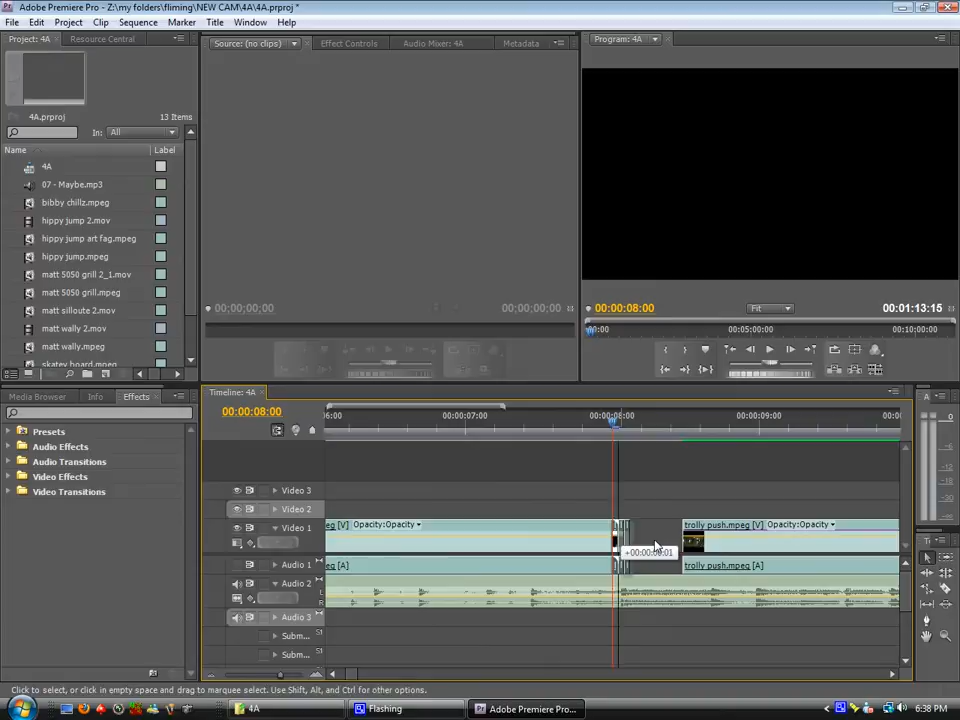 Adobe Premiere Pro - Z:\my folders\fliming\NEW CAM\4A\4A.prproj *
File Edit Project Clip Sequence Marker Title Window Help
Project: 4A Resource Central
Source: (no clips) Effect Controls Audio Mixer: 4A Metadata
Program: 4A
4A.prproj 13 Items
In: All
Name Label
4A
07 - Maybe.mp3
bibby chillz.mpeg
hippy jump 2.mov
hippy jump art fag.mpeg
hippy jump.mpeg
matt 5050 grill 2_1.mov
matt 5050 grill.mpeg
matt silloute 2.mov
matt wally 2.mov
matt wally.mpeg
skatey board.mpeg
00;00;00;00 00;00;00;00
00:00:08:00 Fit 00:01:13:15
00:00 00:05:00:00 00:10:00:00
Media Browser Info Effects
Presets
Audio Effects
Audio Transitions
Video Effects
Video Transitions
Timeline: 4A
00:00:08:00
06:00 00:00:07:00 00:00:08:00 00:00:09:00
Video 3
Video 2
Video 1
eg [V] Opacity:Opacity
trolly push.mpeg [V] Opacity:Opacity
+00:00:00:01
Audio 1
eg [A]
trolly push.mpeg [A]
Audio 2
L
R
Audio 3
Subm...
Subm...
A
0
-6
-12
-18
To
Click to select, or click in empty space and drag to marquee select. Use Shift, Alt, and Ctrl for other options.
4A Flashing Adobe Premiere Pro... 6:38 PM